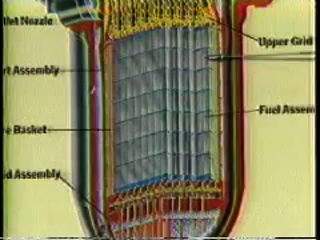 tlet Nozzle
Upper Grid
rt Assembly
Fuel Assem
e Basket
d Assembly